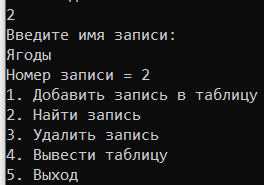 2
Введите имя записи:
Ягоды
Номер записи = 2
1. Добавить запись в таблицу
2. Найти запись
3. Удалить запись
4. Вывести таблицу
5. Выход